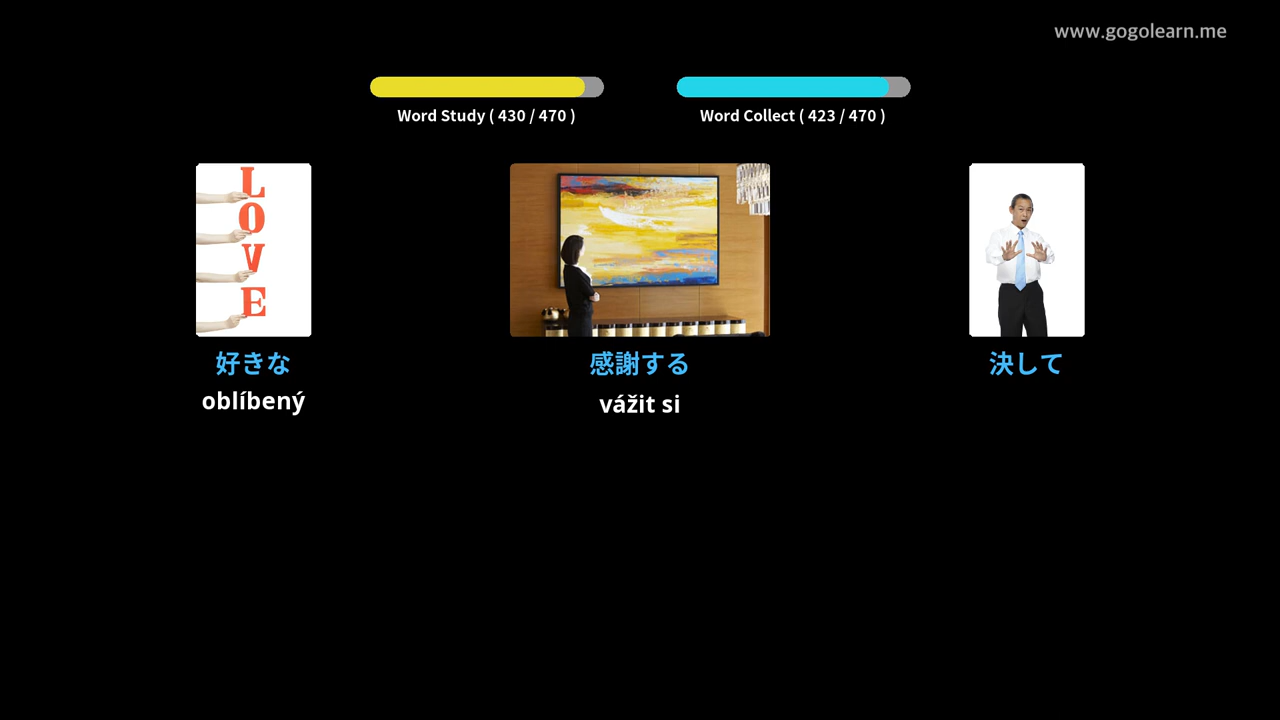 www.gogolearn.me
Word Study ( 430 / 470 )
Word Collect ( 423 / 470 )
LOVE
好きな
感謝する
決して
oblíbený
vážit si